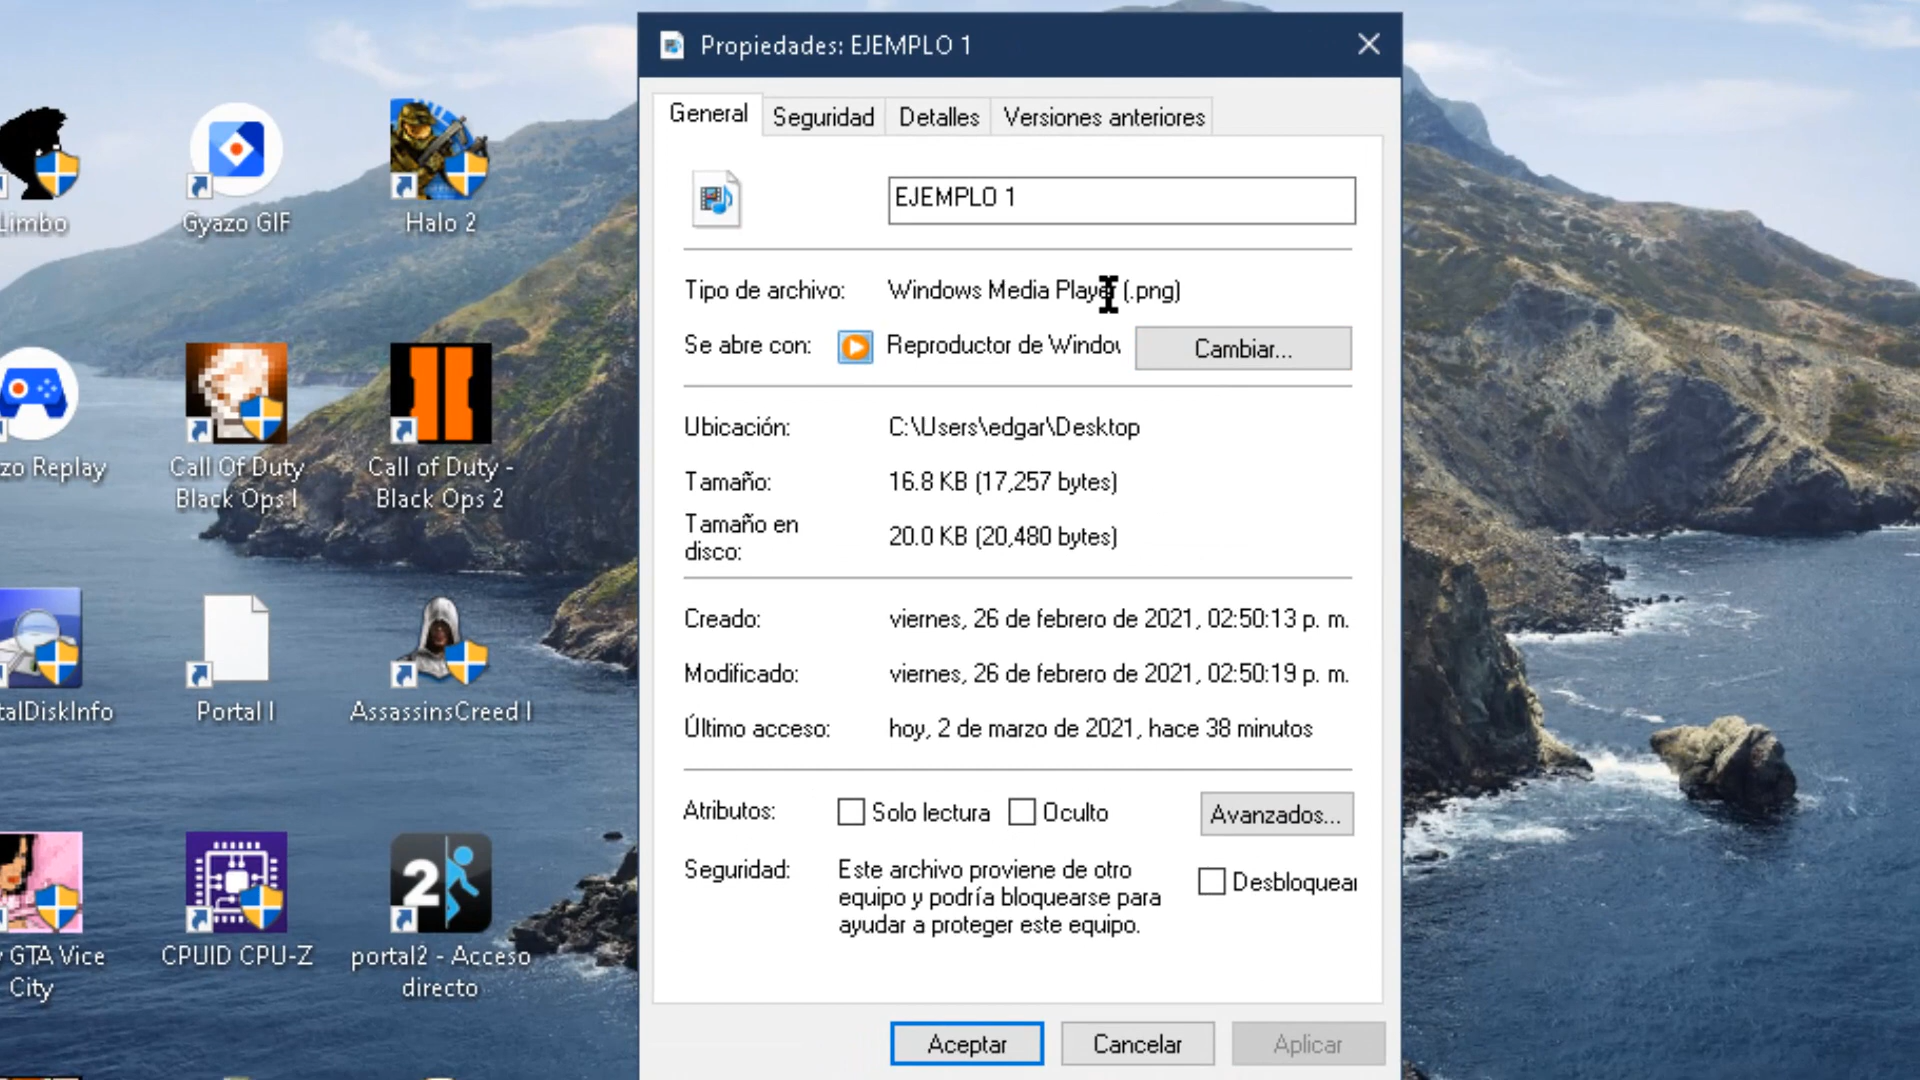 Propiedades: EJEMPLO 1
General
Seguridad
Detalles
Versiones anteriores
EJEMPLO 1
Tipo de archivo: Windows Media Player (.png)
Se abre con: Reproductor de Window
Cambiar...
Ubicación: C:\Users\edgar\Desktop
Tamaño: 16.8 KB (17,257 bytes)
Tamaño en
disco: 20.0 KB (20,480 bytes)
Creado: viernes, 26 de febrero de 2021, 02:50:13 p. m.
Modificado: viernes, 26 de febrero de 2021, 02:50:19 p. m.
Último acceso: hoy, 2 de marzo de 2021, hace 38 minutos
Atributos: Solo lectura Oculto
Avanzados...
Seguridad: Este archivo proviene de otro
equipo y podría bloquearse para
ayudar a proteger este equipo.
Desbloquear
Aceptar
Cancelar
Aplicar
Limbo
Gyazo GIF
Halo 2
zo Replay
Call Of Duty
Black Ops I
Call of Duty -
Black Ops 2
talDiskInfo
Portal I
AssassinsCreed I
GTA Vice
City
CPUID CPU-Z
2
portal2 - Acceso
directo